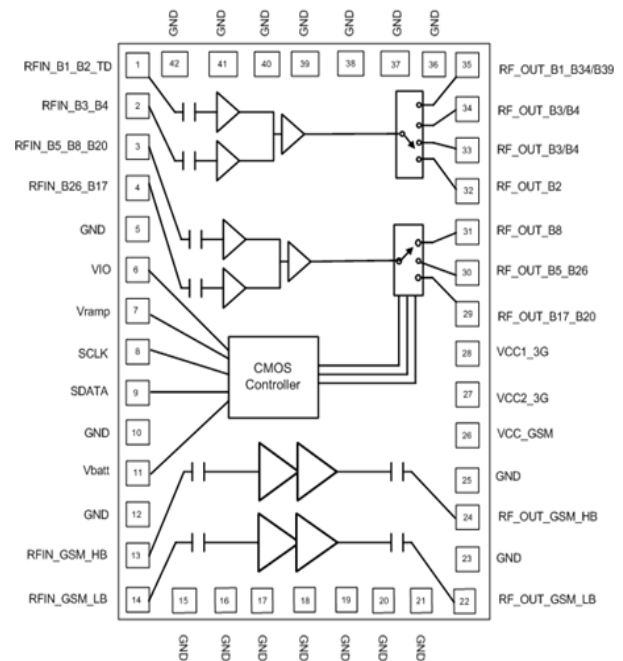 GND GND GND GND GND GND GND
42 41 40 39 38 37 36
RFIN_B1_B2_TD 1
RFIN_B3_B4 2
RFIN_B5_B8_B20 3
RFIN_B26_B17 4
GND 5
VIO 6
Vramp 7
SCLK 8
SDATA 9
GND 10
Vbatt 11
GND 12
RFIN_GSM_HB 13
RFIN_GSM_LB 14
CMOS
Controller
35 RF_OUT_B1_B34/B39
34 RF_OUT_B3/B4
33 RF_OUT_B3/B4
32 RF_OUT_B2
31 RF_OUT_B8
30 RF_OUT_B5_B26
29 RF_OUT_B17_B20
28 VCC1_3G
27 VCC2_3G
26 VCC_GSM
25 GND
24 RF_OUT_GSM_HB
23 GND
22 RF_OUT_GSM_LB
15 16 17 18 19 20 21
GND GND GND GND GND GND GND